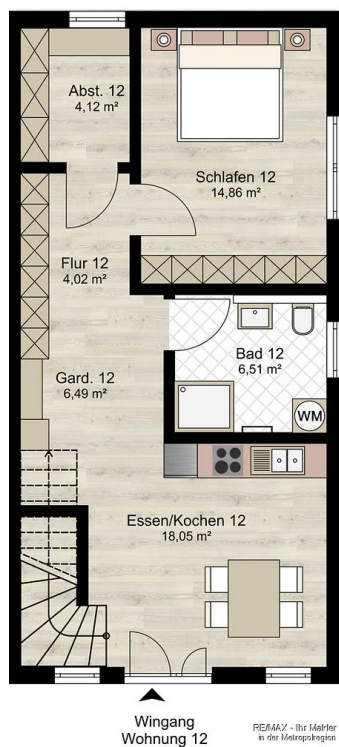 Abst. 12
4,12 m²
Schlafen 12
14,86 m²
Flur 12
4,02 m²
Bad 12
6,51 m²
Gard. 12
6,49 m²
WM
Essen/Kochen 12
18,05 m²
Wingang
Wohnung 12
RE/MAX - Ihr Makler
in der Metropolregion